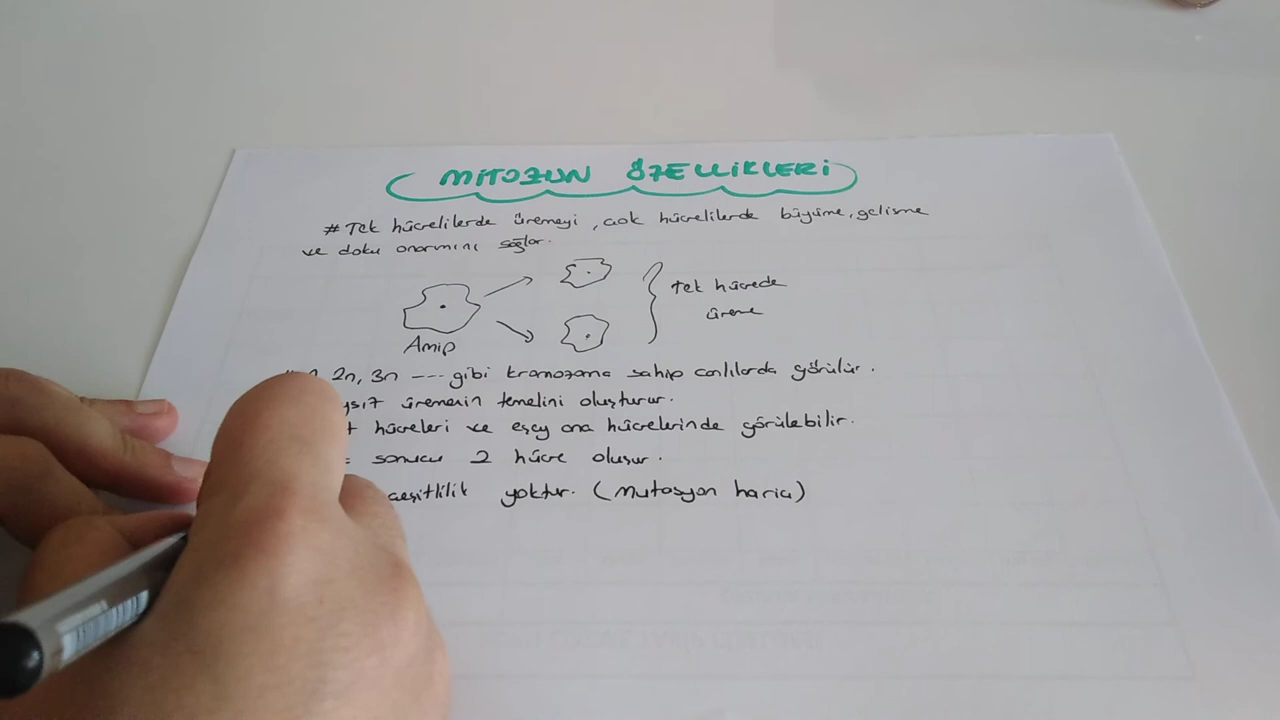 MİTOZUN ÖZELLİKLERİ
# Tek hücrelilerde üremeyi, çok hücrelilerde büyüme, gelişme
ve doku onarımını sağlar.
Tek hücrede
üreme
Amip
2n, 3n --- gibi kromozoma sahip canlılarda görülür.
üremenin temelini oluşturur.
hücreleri ve eşey ana hücrelerinde görülebilir.
sonucu 2 hücre oluşur.
çeşitlilik yoktur. (Mutasyon hariç)